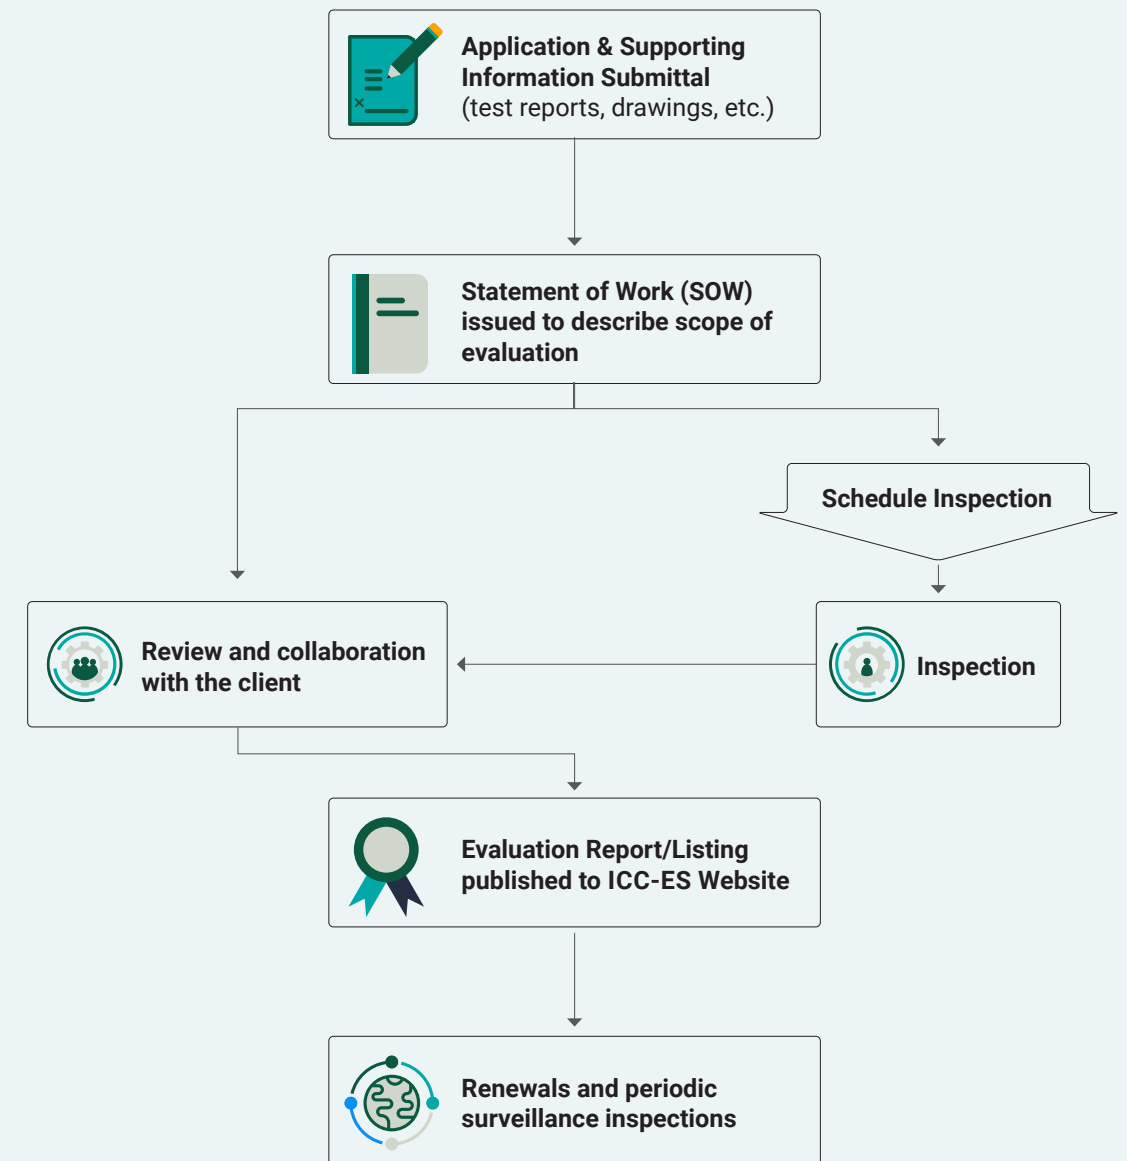 Application & Supporting
Information Submittal
(test reports, drawings, etc.)
Statement of Work (SOW)
issued to describe scope of
evaluation
Schedule Inspection
Review and collaboration
with the client
Inspection
Evaluation Report/Listing
published to ICC-ES Website
Renewals and periodic
surveillance inspections